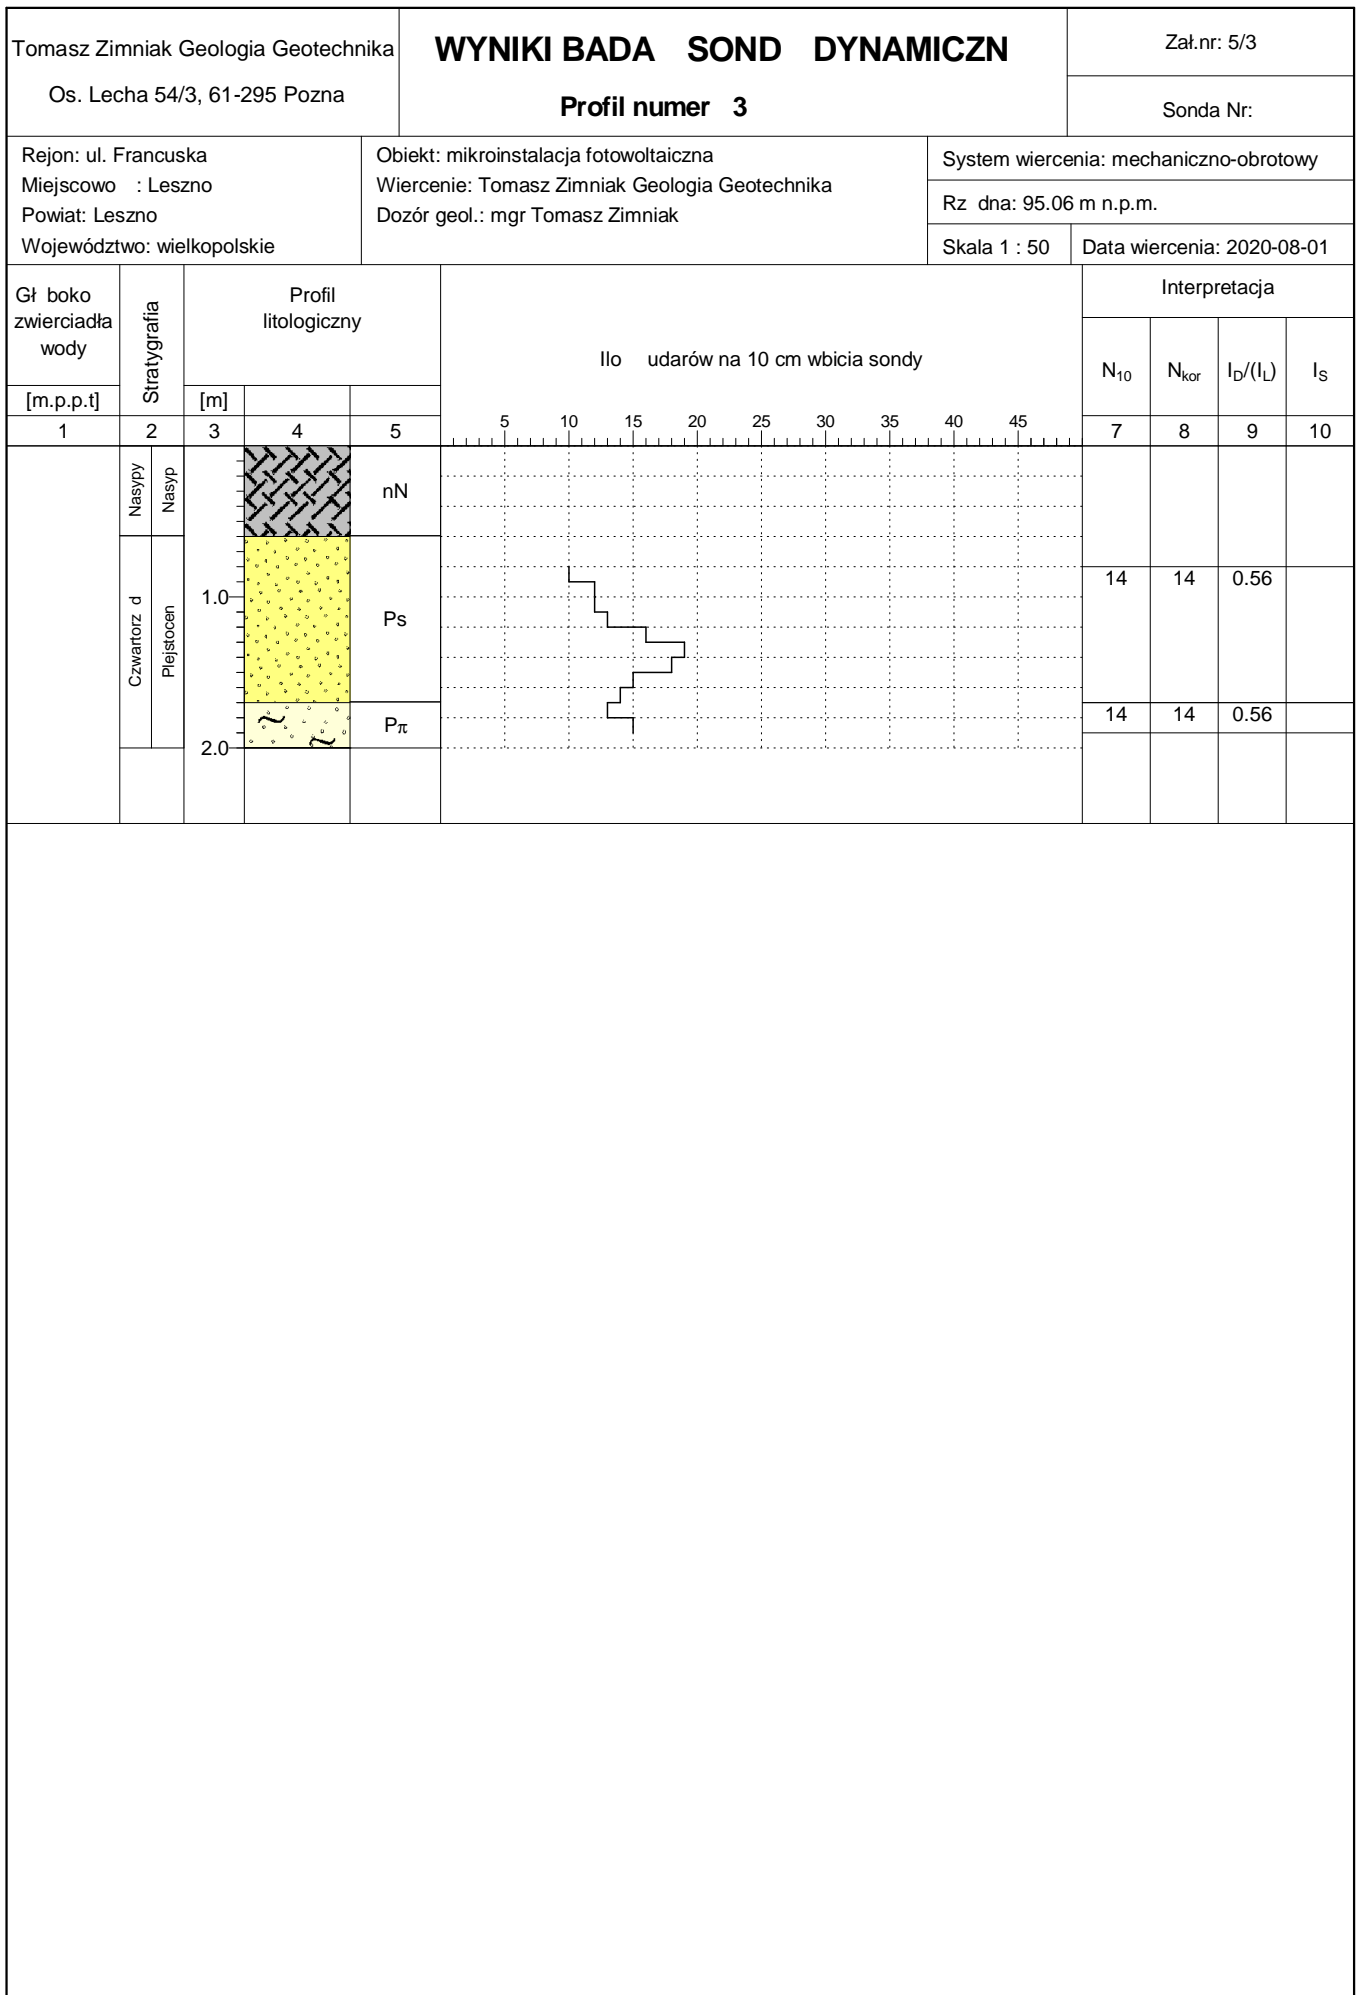 Tomasz Zimniak Geologia Geotechnika
Os. Lecha 54/3, 61-295 Pozna
WYNIKI BADA SOND DYNAMICZN
Profil numer 3
Zał.nr: 5/3
Sonda Nr:
Rejon: ul. Francuska
Miejscowo : Leszno
Powiat: Leszno
Województwo: wielkopolskie
Obiekt: mikroinstalacja fotowoltaiczna
Wiercenie: Tomasz Zimniak Geologia Geotechnika
Dozór geol.: mgr Tomasz Zimniak
System wiercenia: mechaniczno-obrotowy
Rz dna: 95.06 m n.p.m.
Skala 1 : 50
Data wiercenia: 2020-08-01
Gł boko
zwierciadła
wody
[m.p.p.t]
Stratygrafia
Profil
litologiczny
[m]
Ilo udarów na 10 cm wbicia sondy
Interpretacja
N10 Nkor ID/(IL) IS
5 10 15 20 25 30 35 40 45
1 2 3 4 5 7 8 9 10
Nasypy
Nasyp
nN
Czwartorz d
Plejstocen
1.0
Ps
14 14 0.56
Pπ
14 14 0.56
2.0